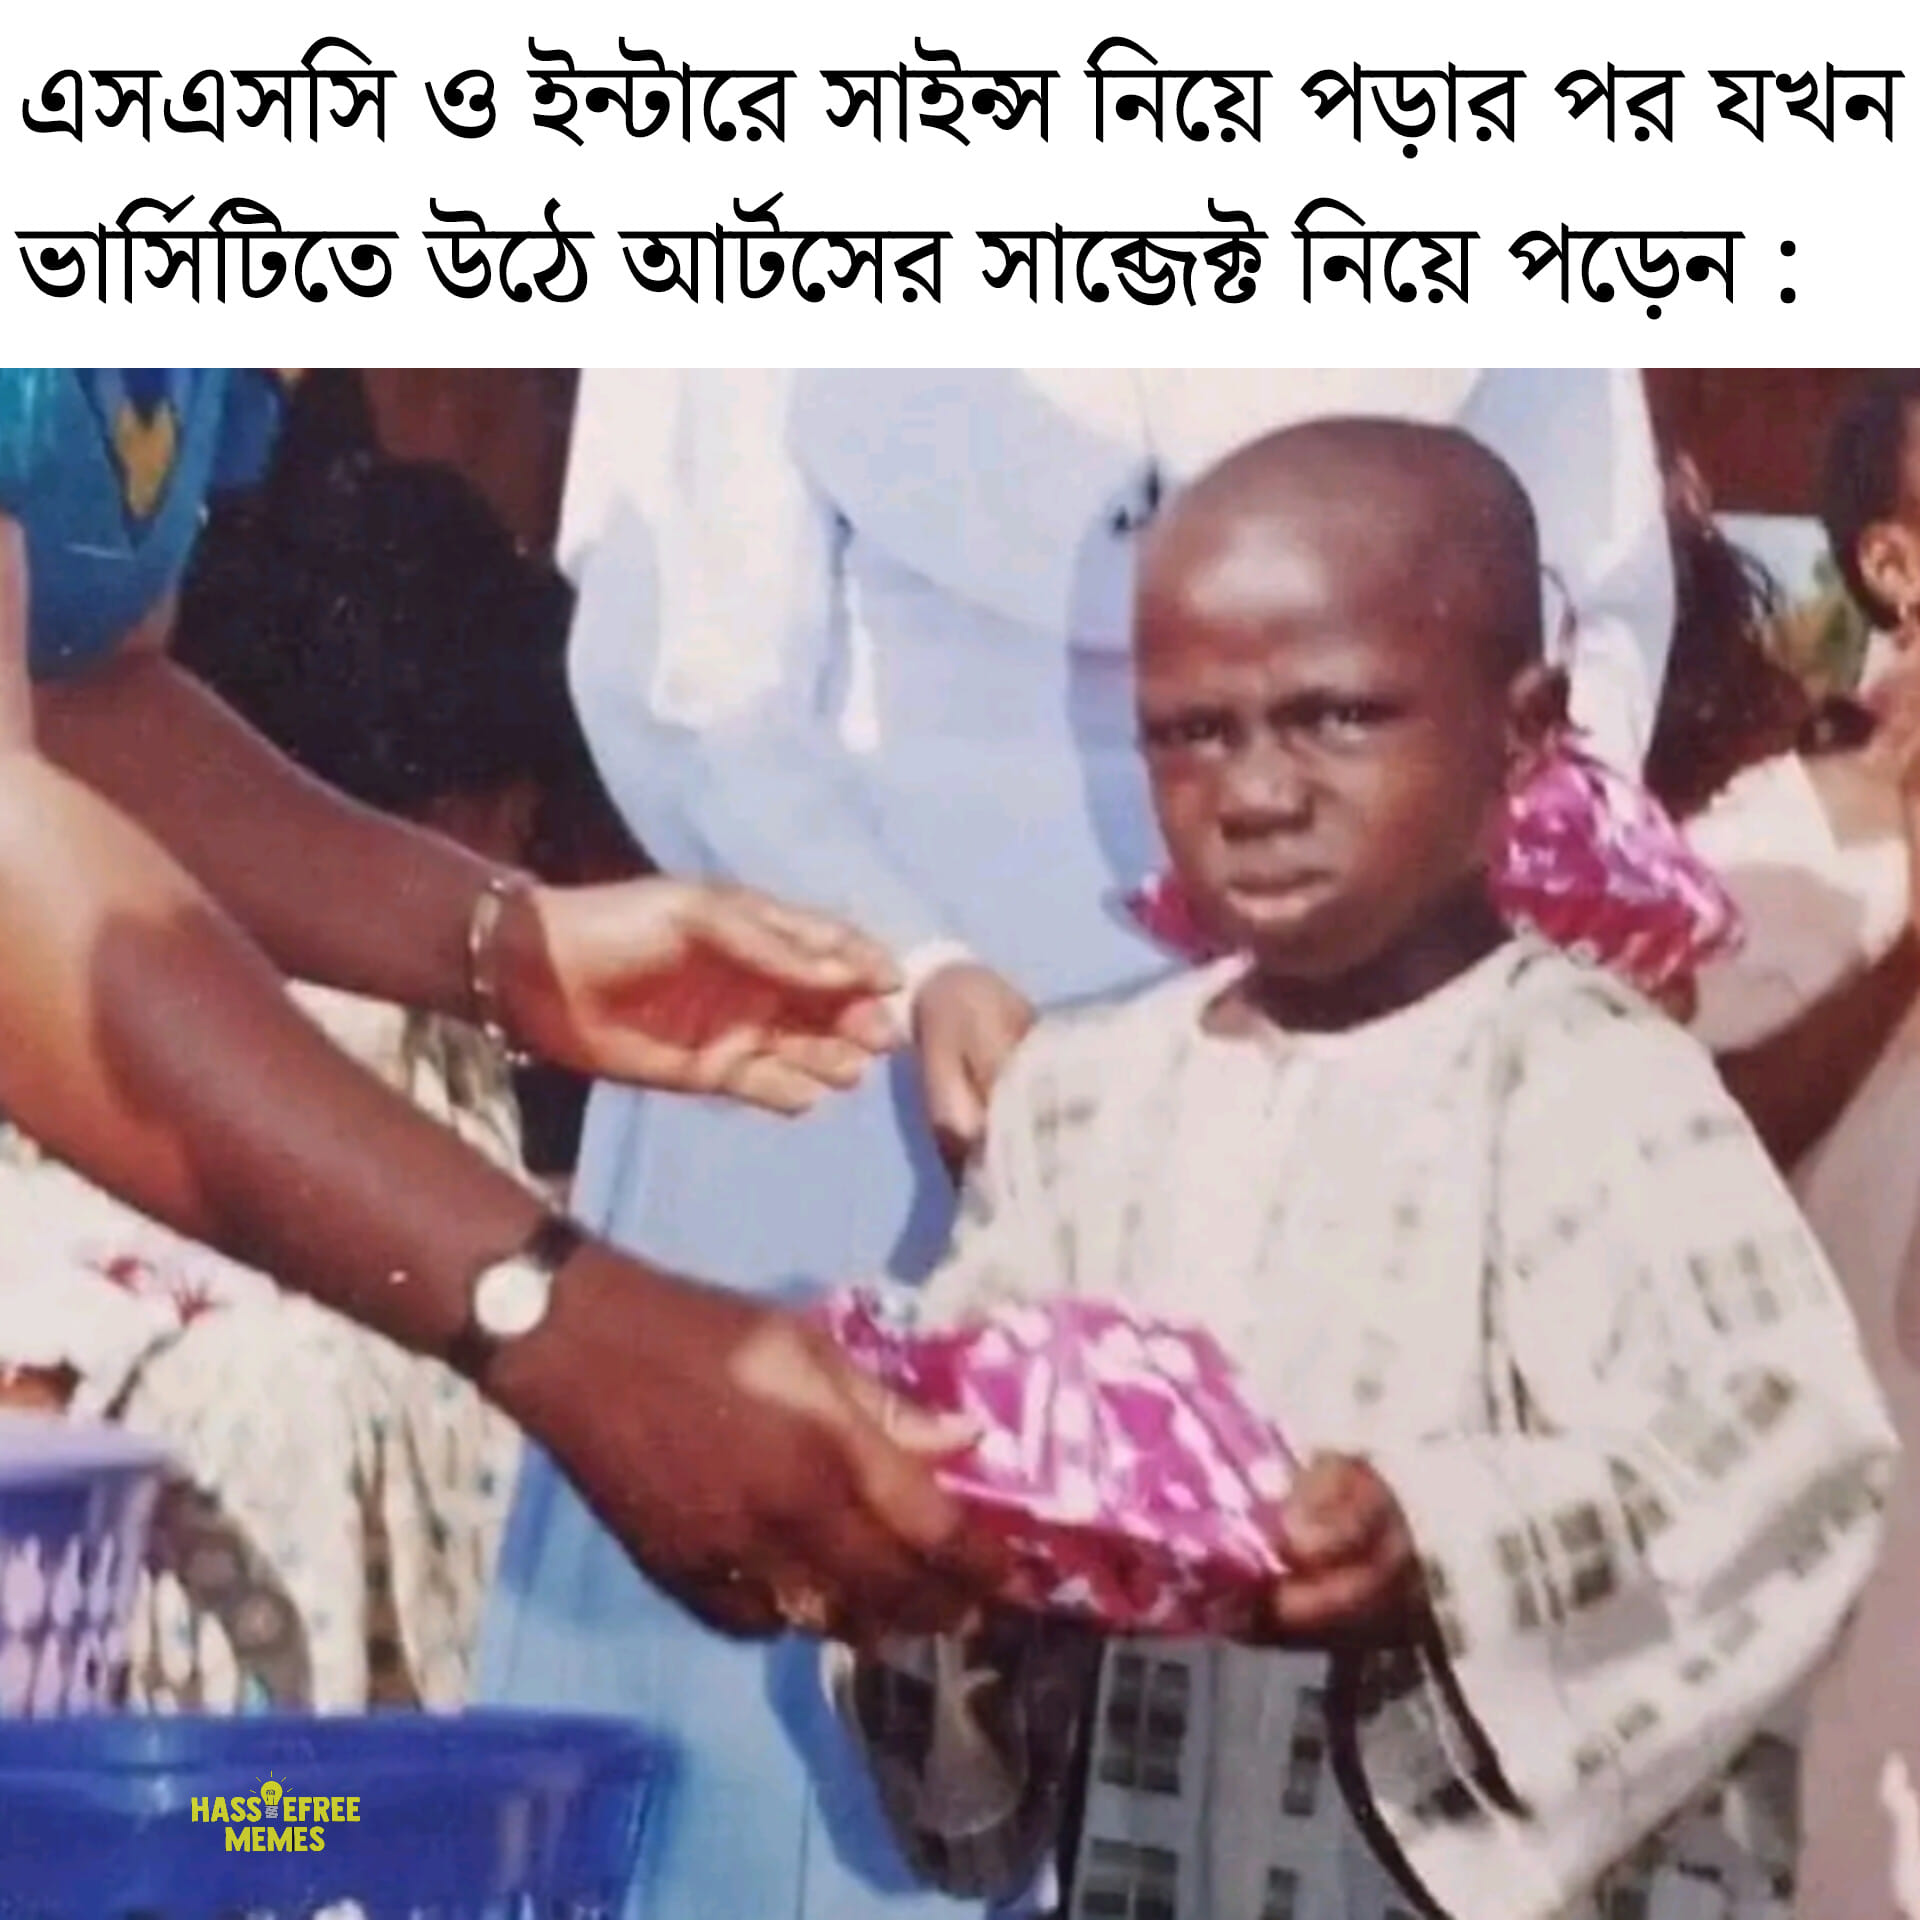 এসএসসি ও ইন্টারে সাইন্স নিয়ে পড়ার পর যখন
ভার্সিটিতে উঠে আর্টসের সাব্জেক্ট নিয়ে পড়েন :
HASSLEFREE
MEMES